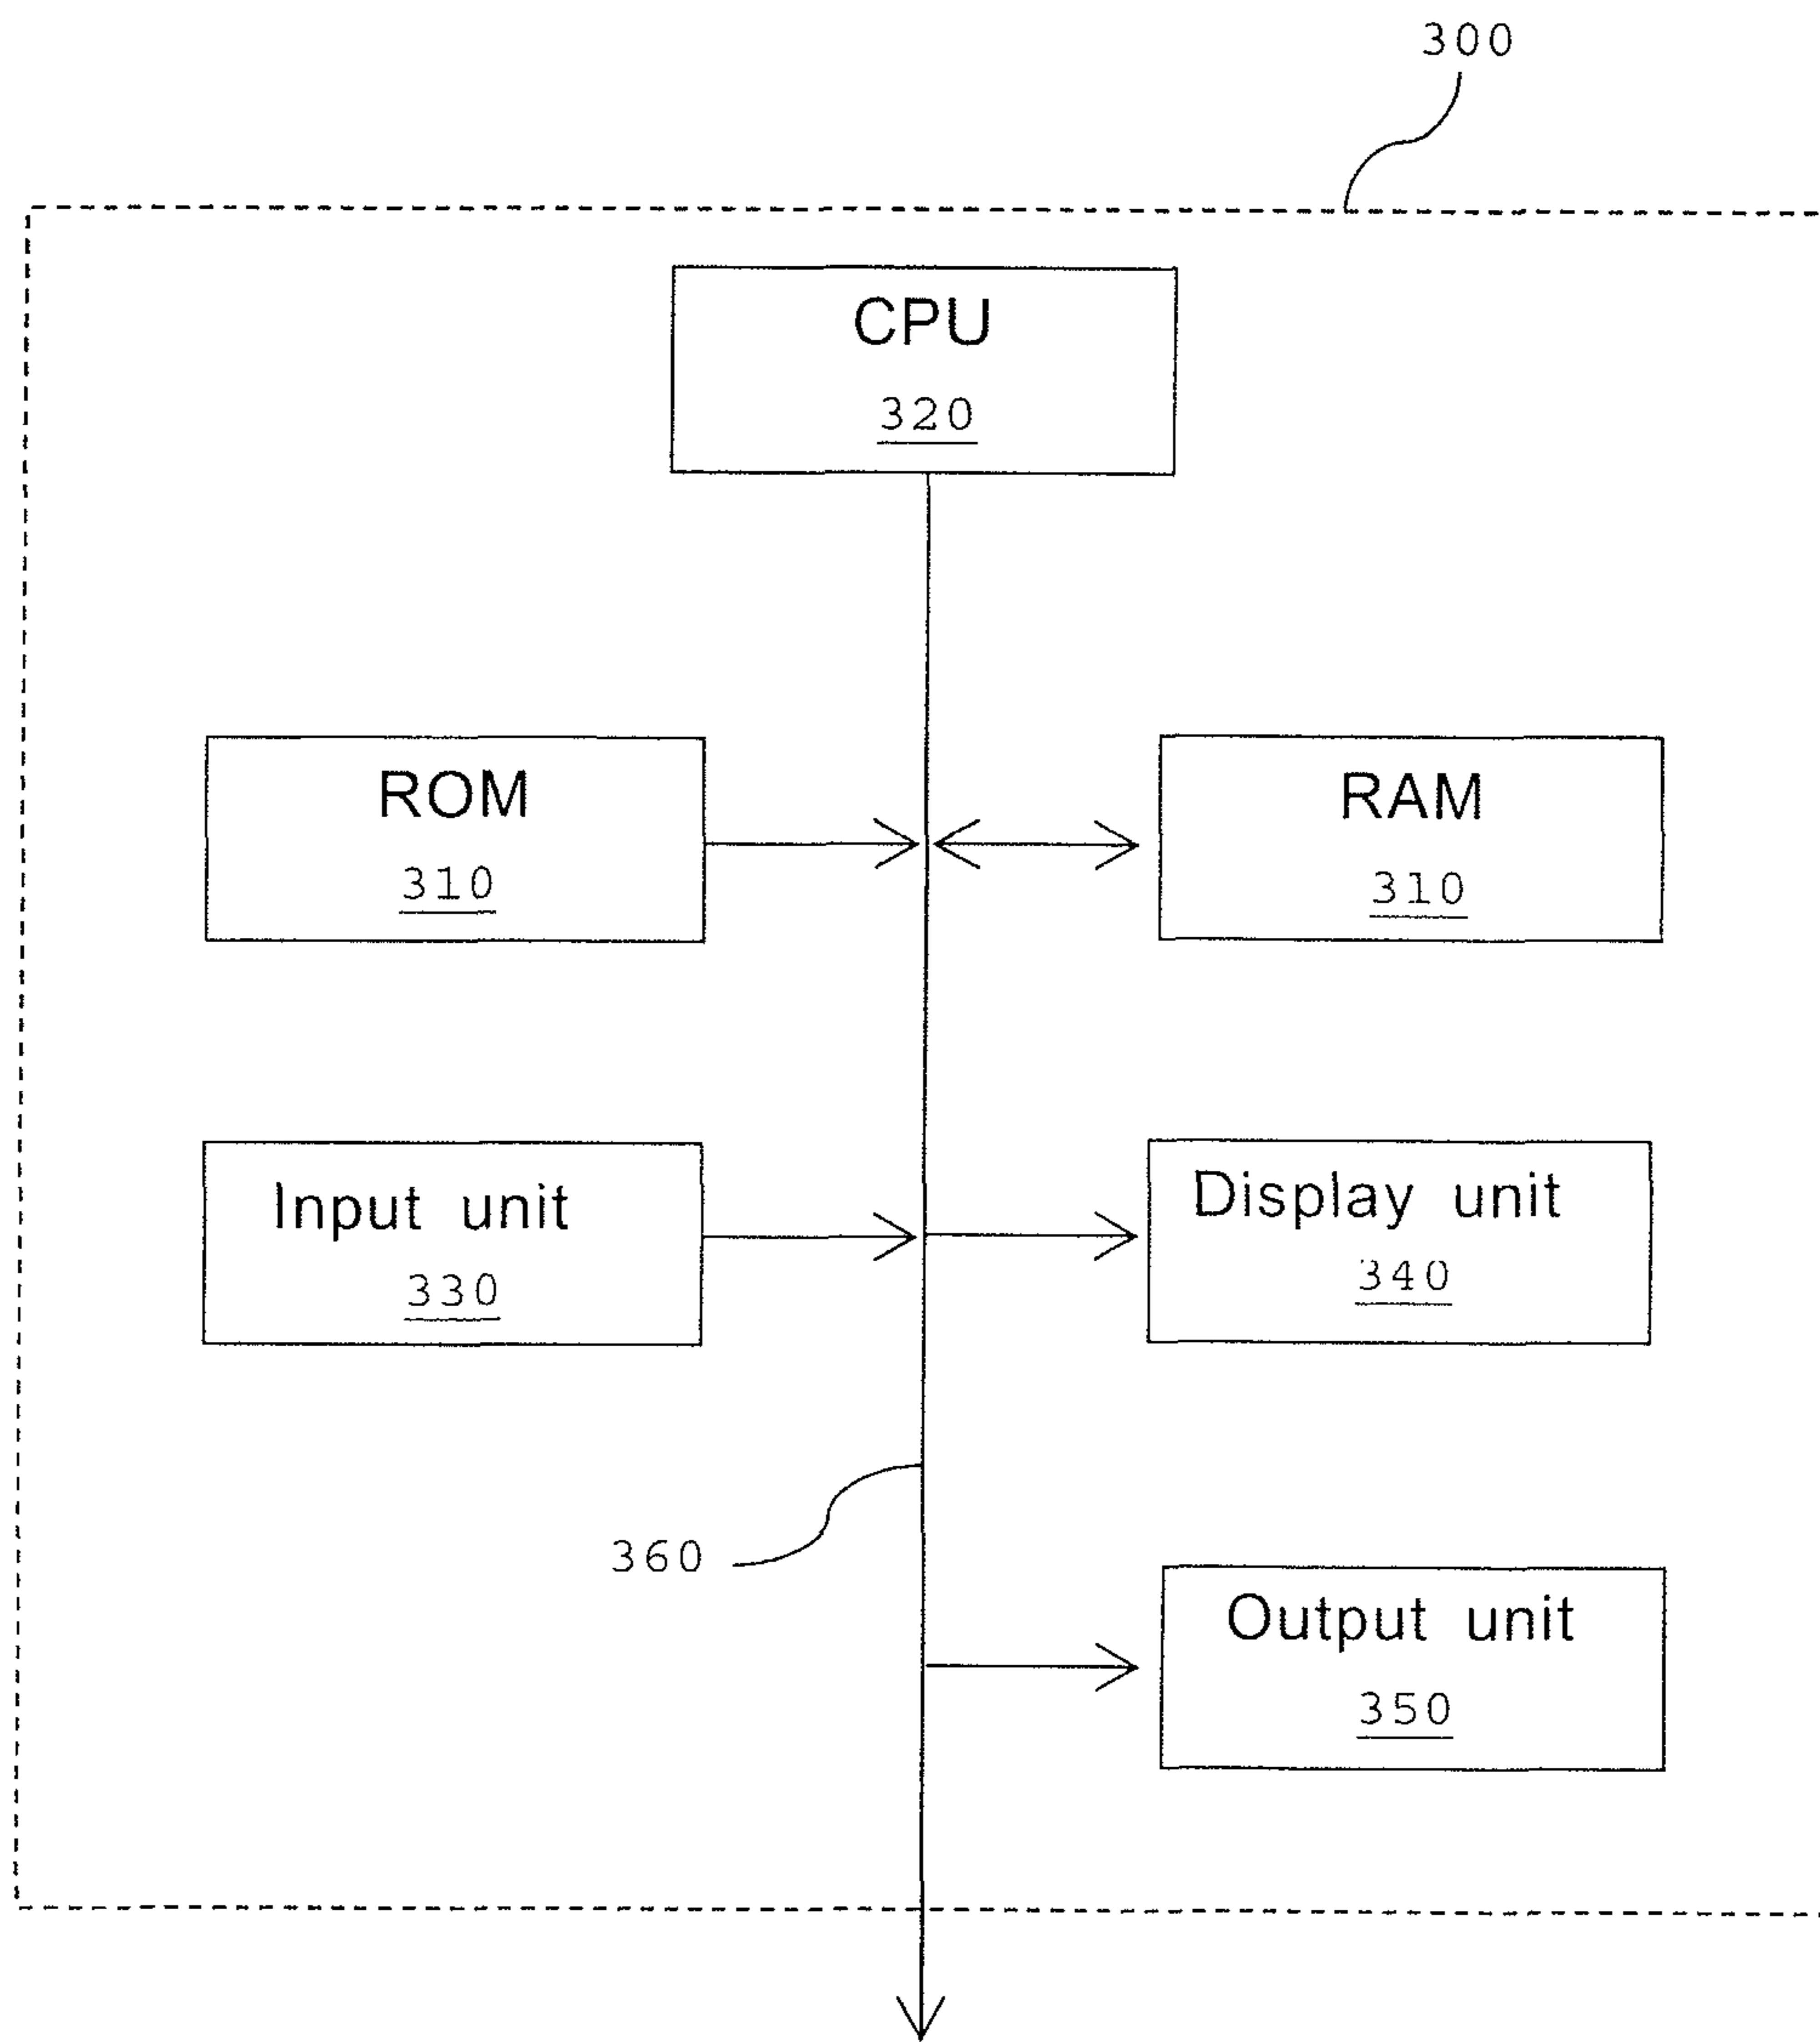 300
CPU
320
ROM
310
RAM
310
Input unit
330
Display unit
340
360
Output unit
350